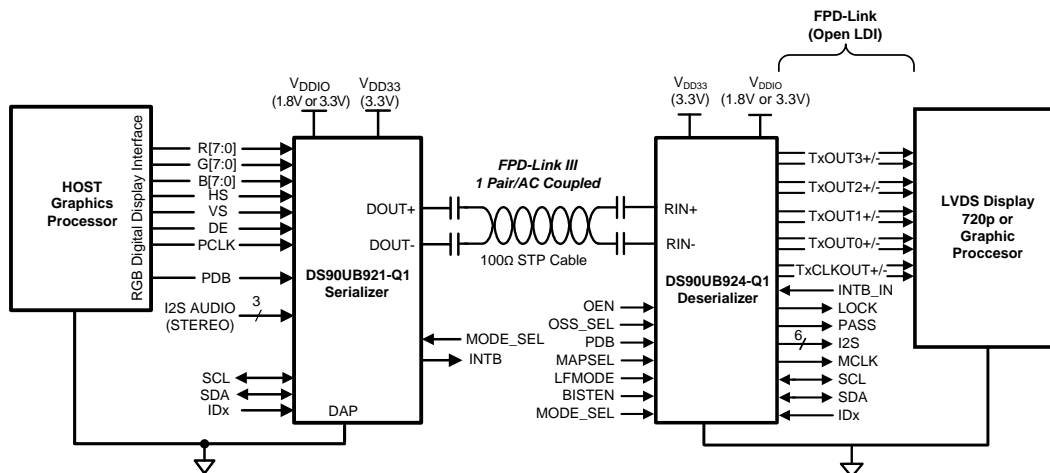 FPD-Link
(Open LDI)
VDDIO
(1.8V or 3.3V)
VDD33
(3.3V)
VDD33
(3.3V)
VDDIO
(1.8V or 3.3V)
HOST
Graphics
Processor
RGB Digital Display Interface
R[7:0]
G[7:0]
B[7:0]
HS
VS
DE
PCLK
PDB
I2S AUDIO
(STEREO)
3
SCL
SDA
IDx
DOUT+
DOUT-
DS90UB921-Q1
Serializer
DAP
MODE_SEL
INTB
FPD-Link III
1 Pair/AC Coupled
100Ω STP Cable
RIN+
RIN-
DS90UB924-Q1
Deserializer
OEN
OSS_SEL
PDB
MAPSEL
LFMODE
BISTEN
MODE_SEL
TxOUT3+/-
TxOUT2+/-
TxOUT1+/-
TxOUT0+/-
TxCLKOUT+/-
INTB_IN
LOCK
PASS
6
I2S
MCLK
SCL
SDA
IDx
LVDS Display
720p or
Graphic
Proccesor